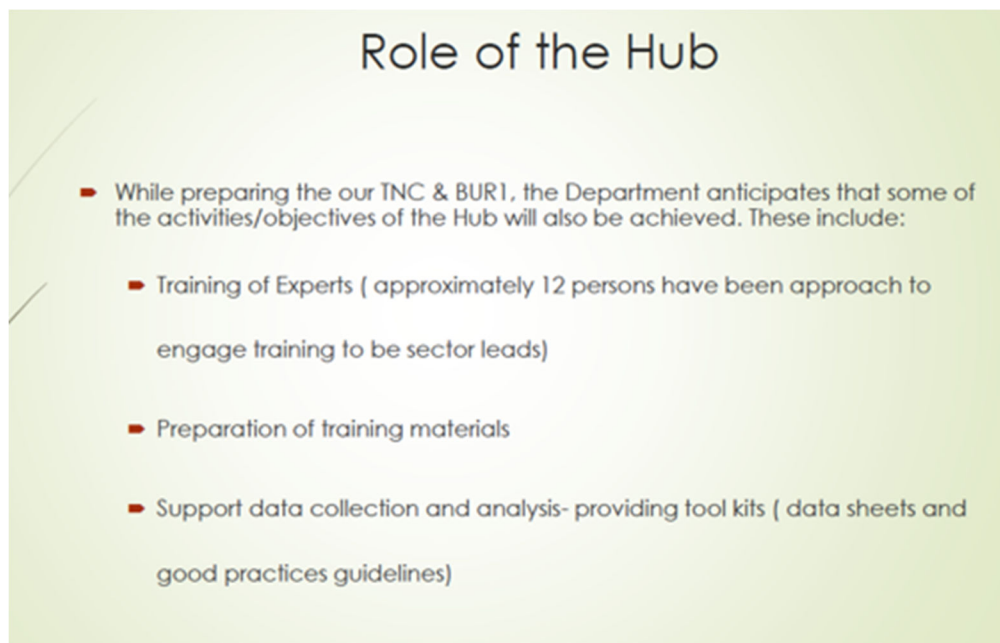 Role of the Hub
While preparing the our TNC & BUR1, the Department anticipates that some of
the activities/objectives of the Hub will also be achieved. These include:
Training of Experts ( approximately 12 persons have been approach to
engage training to be sector leads)
Preparation of training materials
Support data collection and analysis- providing tool kits ( data sheets and
good practices guidelines)